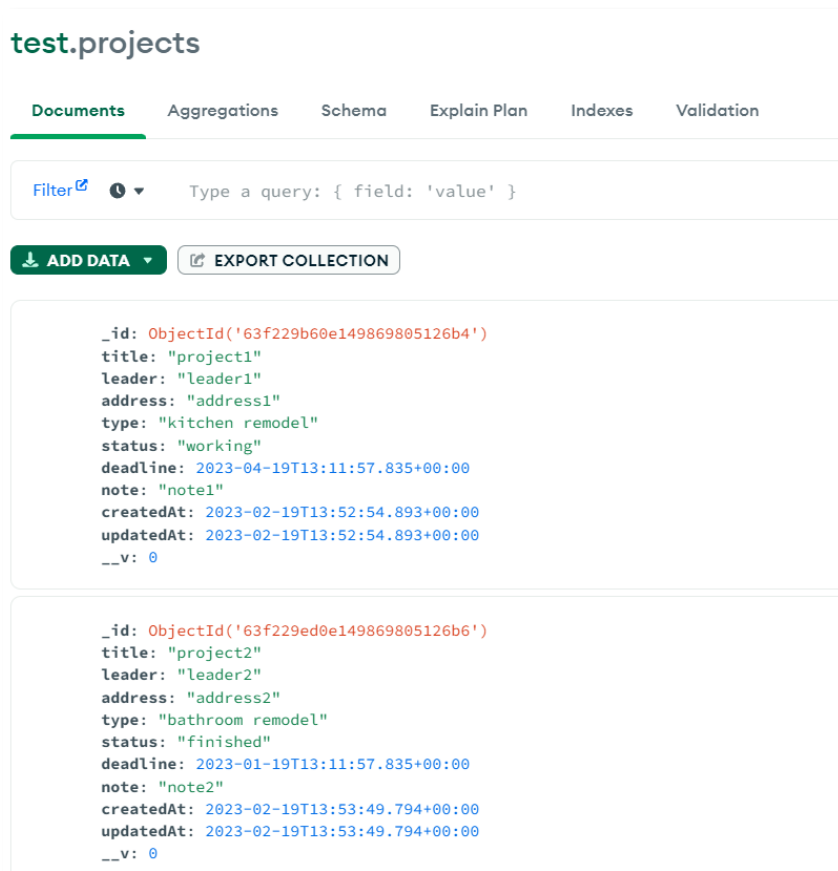 test.projects
Documents Aggregations Schema Explain Plan Indexes Validation
Filter Type a query: { field: 'value' }
ADD DATA EXPORT COLLECTION
_id: ObjectId('63f229b60e149869805126b4')
title: "project1"
leader: "leader1"
address: "address1"
type: "kitchen remodel"
status: "working"
deadline: 2023-04-19T13:11:57.835+00:00
note: "note1"
createdAt: 2023-02-19T13:52:54.893+00:00
updatedAt: 2023-02-19T13:52:54.893+00:00
__v: 0
_id: ObjectId('63f229ed0e149869805126b6')
title: "project2"
leader: "leader2"
address: "address2"
type: "bathroom remodel"
status: "finished"
deadline: 2023-01-19T13:11:57.835+00:00
note: "note2"
createdAt: 2023-02-19T13:53:49.794+00:00
updatedAt: 2023-02-19T13:53:49.794+00:00
__v: 0